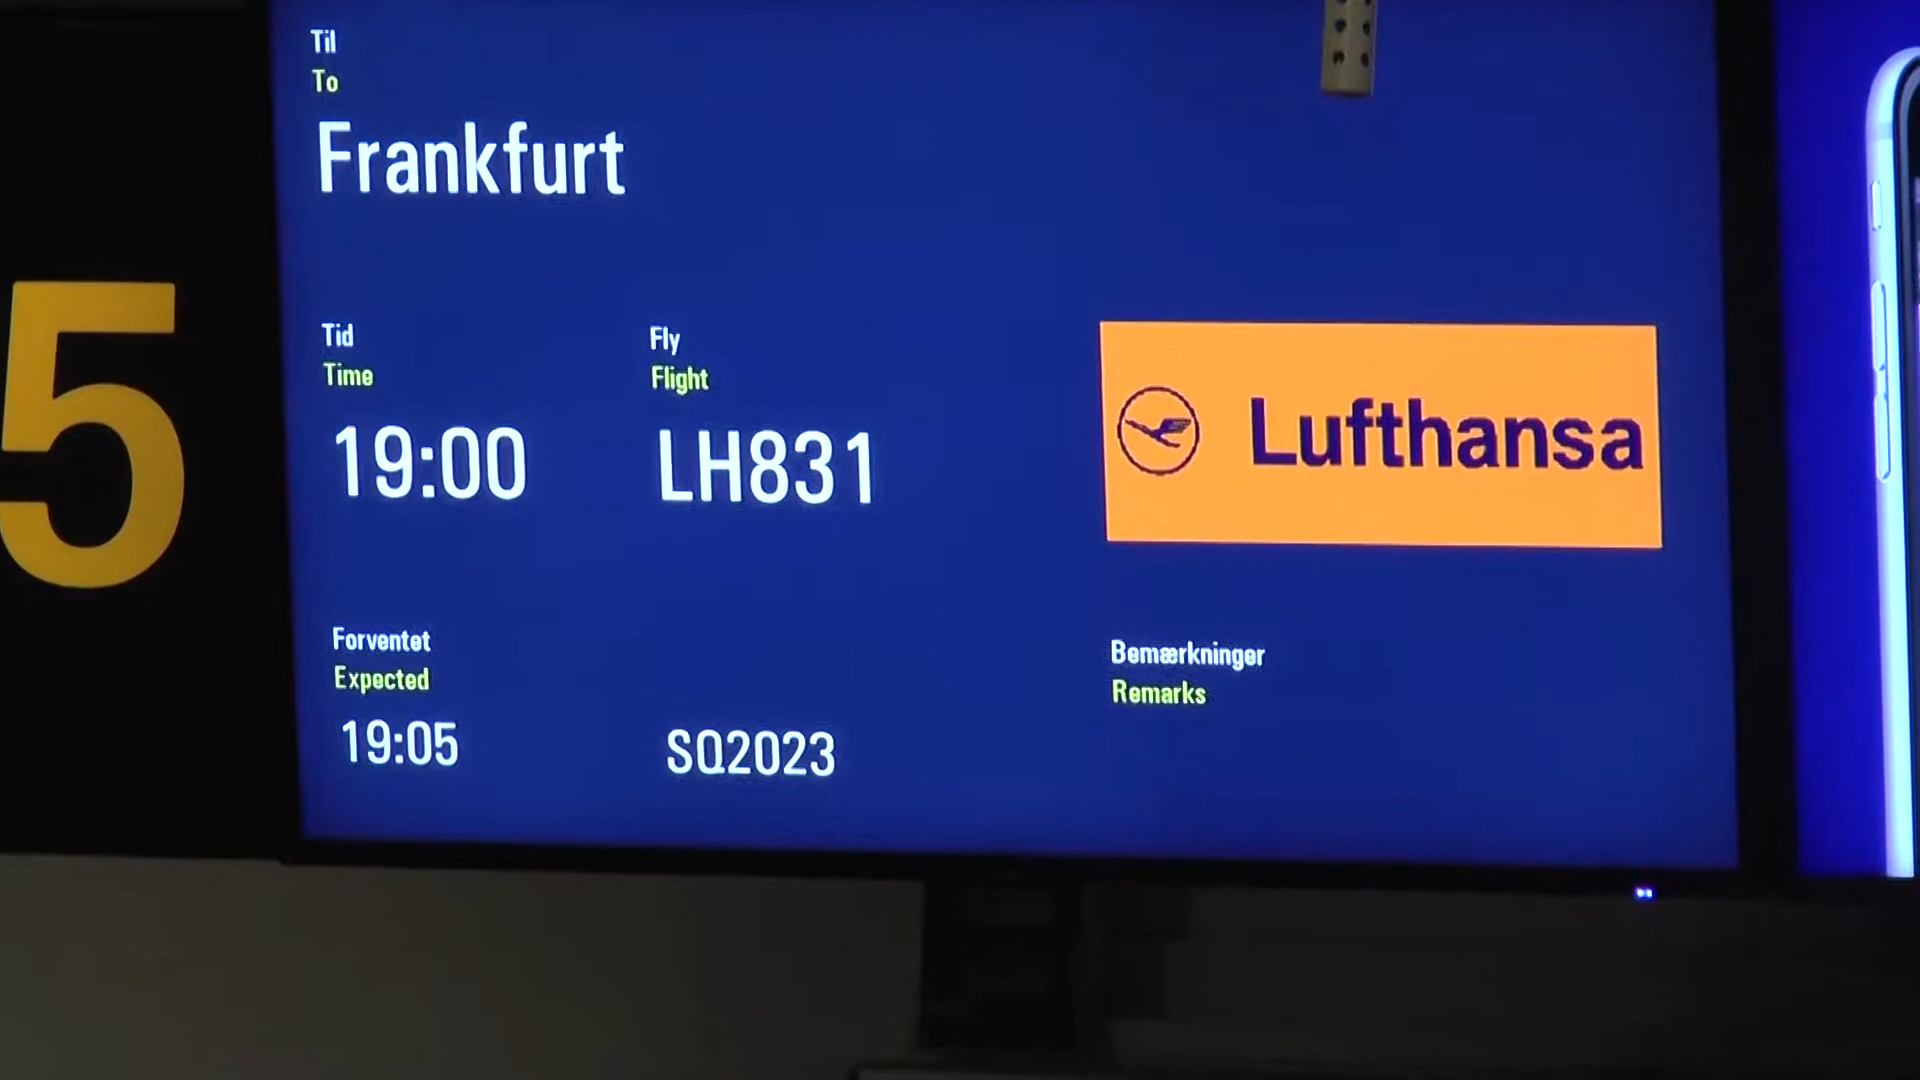 Til
To
Frankfurt
5
Tid
Time
19:00
Fly
Flight
LH831
Lufthansa
Forventet
Expected
19:05
SQ2023
Bemærkninger
Remarks